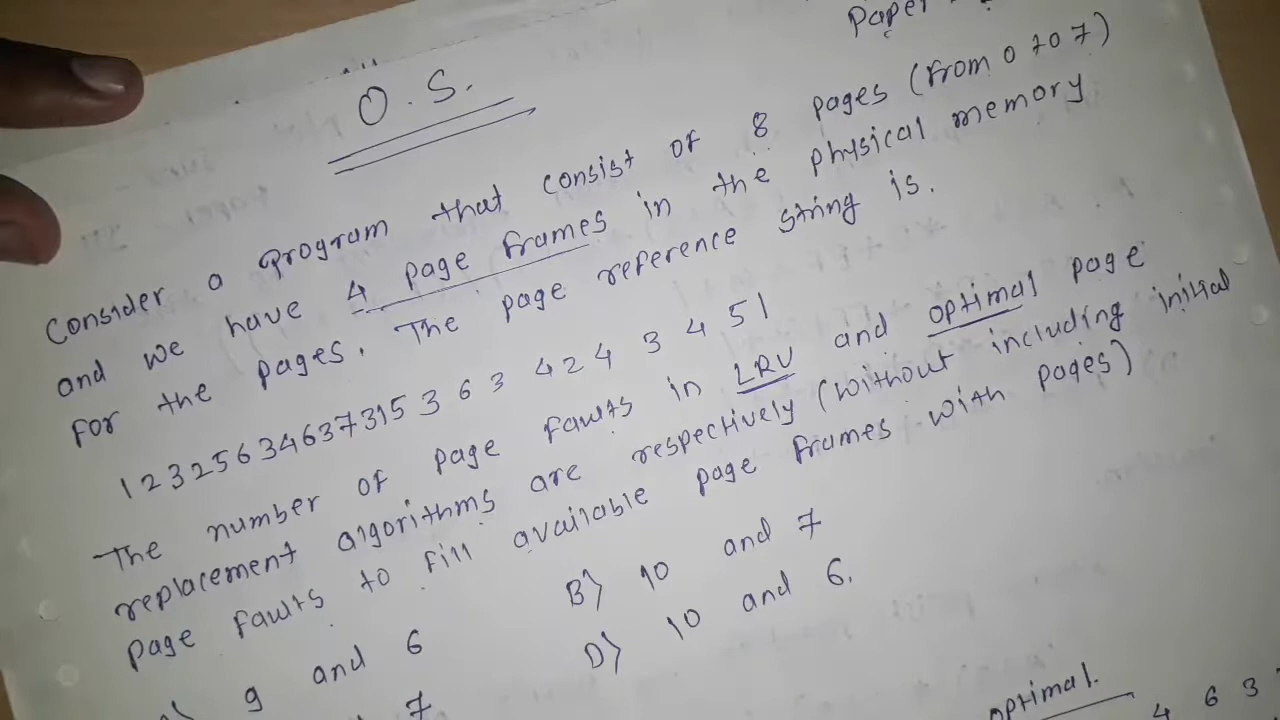 Paper
O.S.
Consider a program that consist of 8 pages (from 0 to 7)
and we have 4 page frames in the physical memory
for the pages. The page reference string is.
1 2 3 2 5 6 3 4 6 3 7 3 1 5 3 6 3 4 2 4 3 4 5 1
The number of page faults in LRU and optimal page
replacement algorithms are respectively (without including initial
page faults to fill available page frames with pages)
9 and 6
B) 10 and 7
7
D) 10 and 6.
optimal.
4 6 3